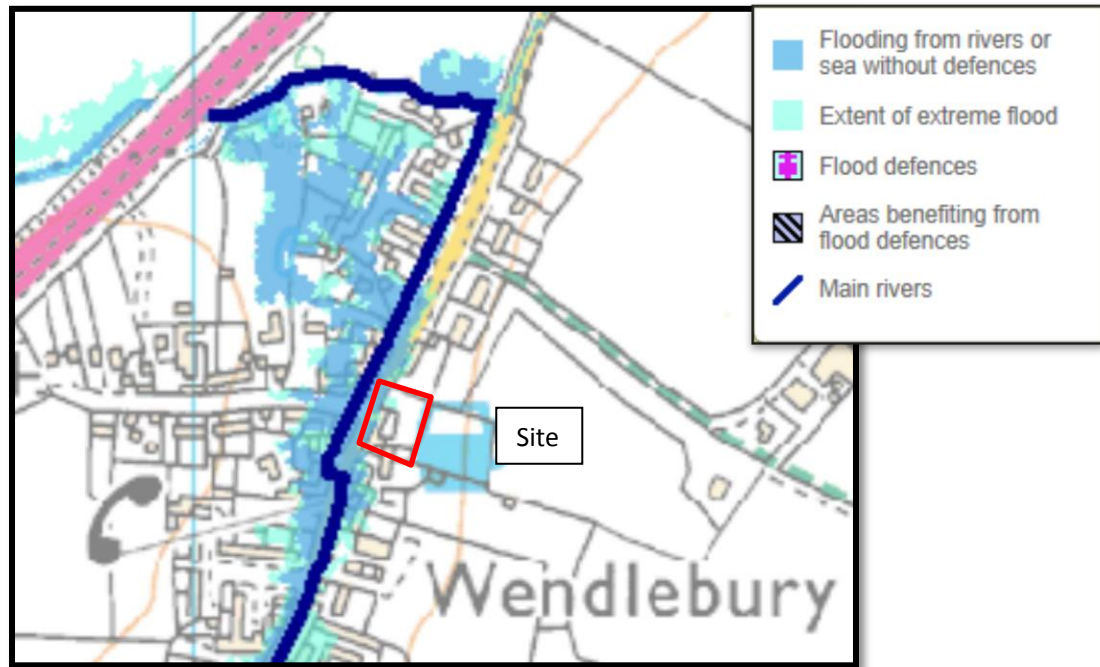 Flooding from rivers or
sea without defences
Extent of extreme flood
Flood defences
Areas benefiting from
flood defences
Main rivers
Site
Wendlebury